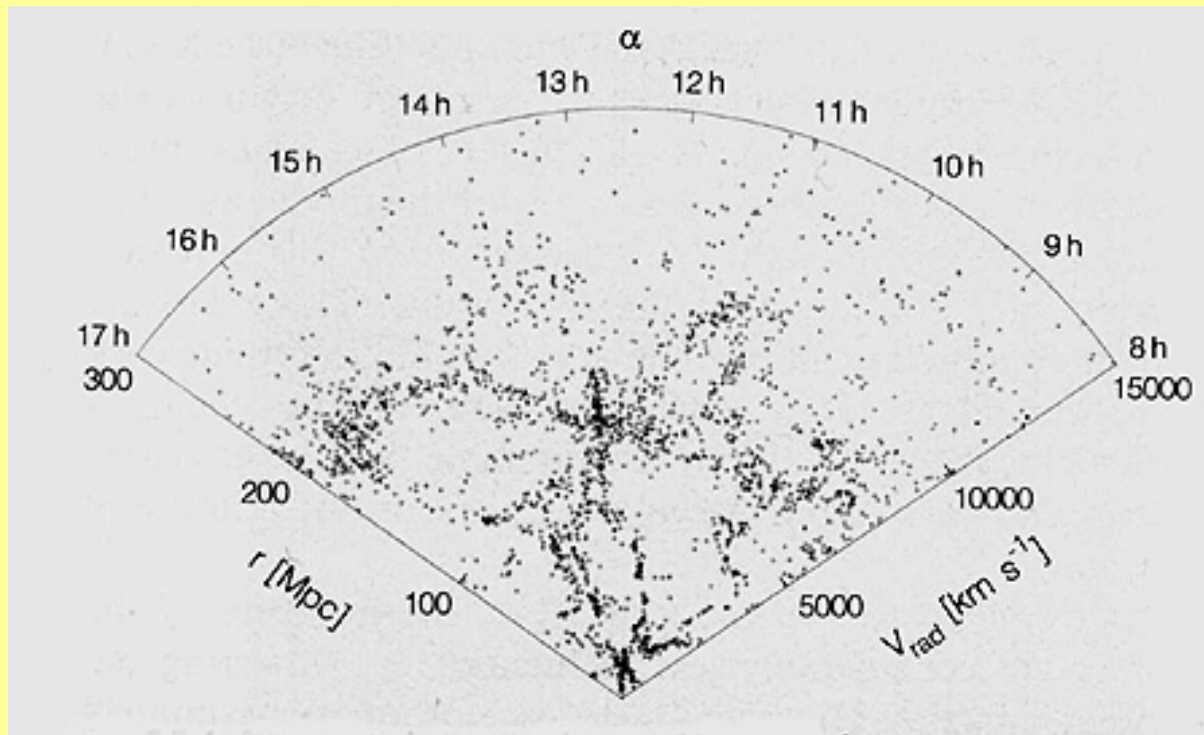 α
13h 12h
14h 11h
15h 10h
16h 9h
17h 8h
300 15000
200 10000
100 5000
r [Mpc]
V_rad [km s⁻¹]